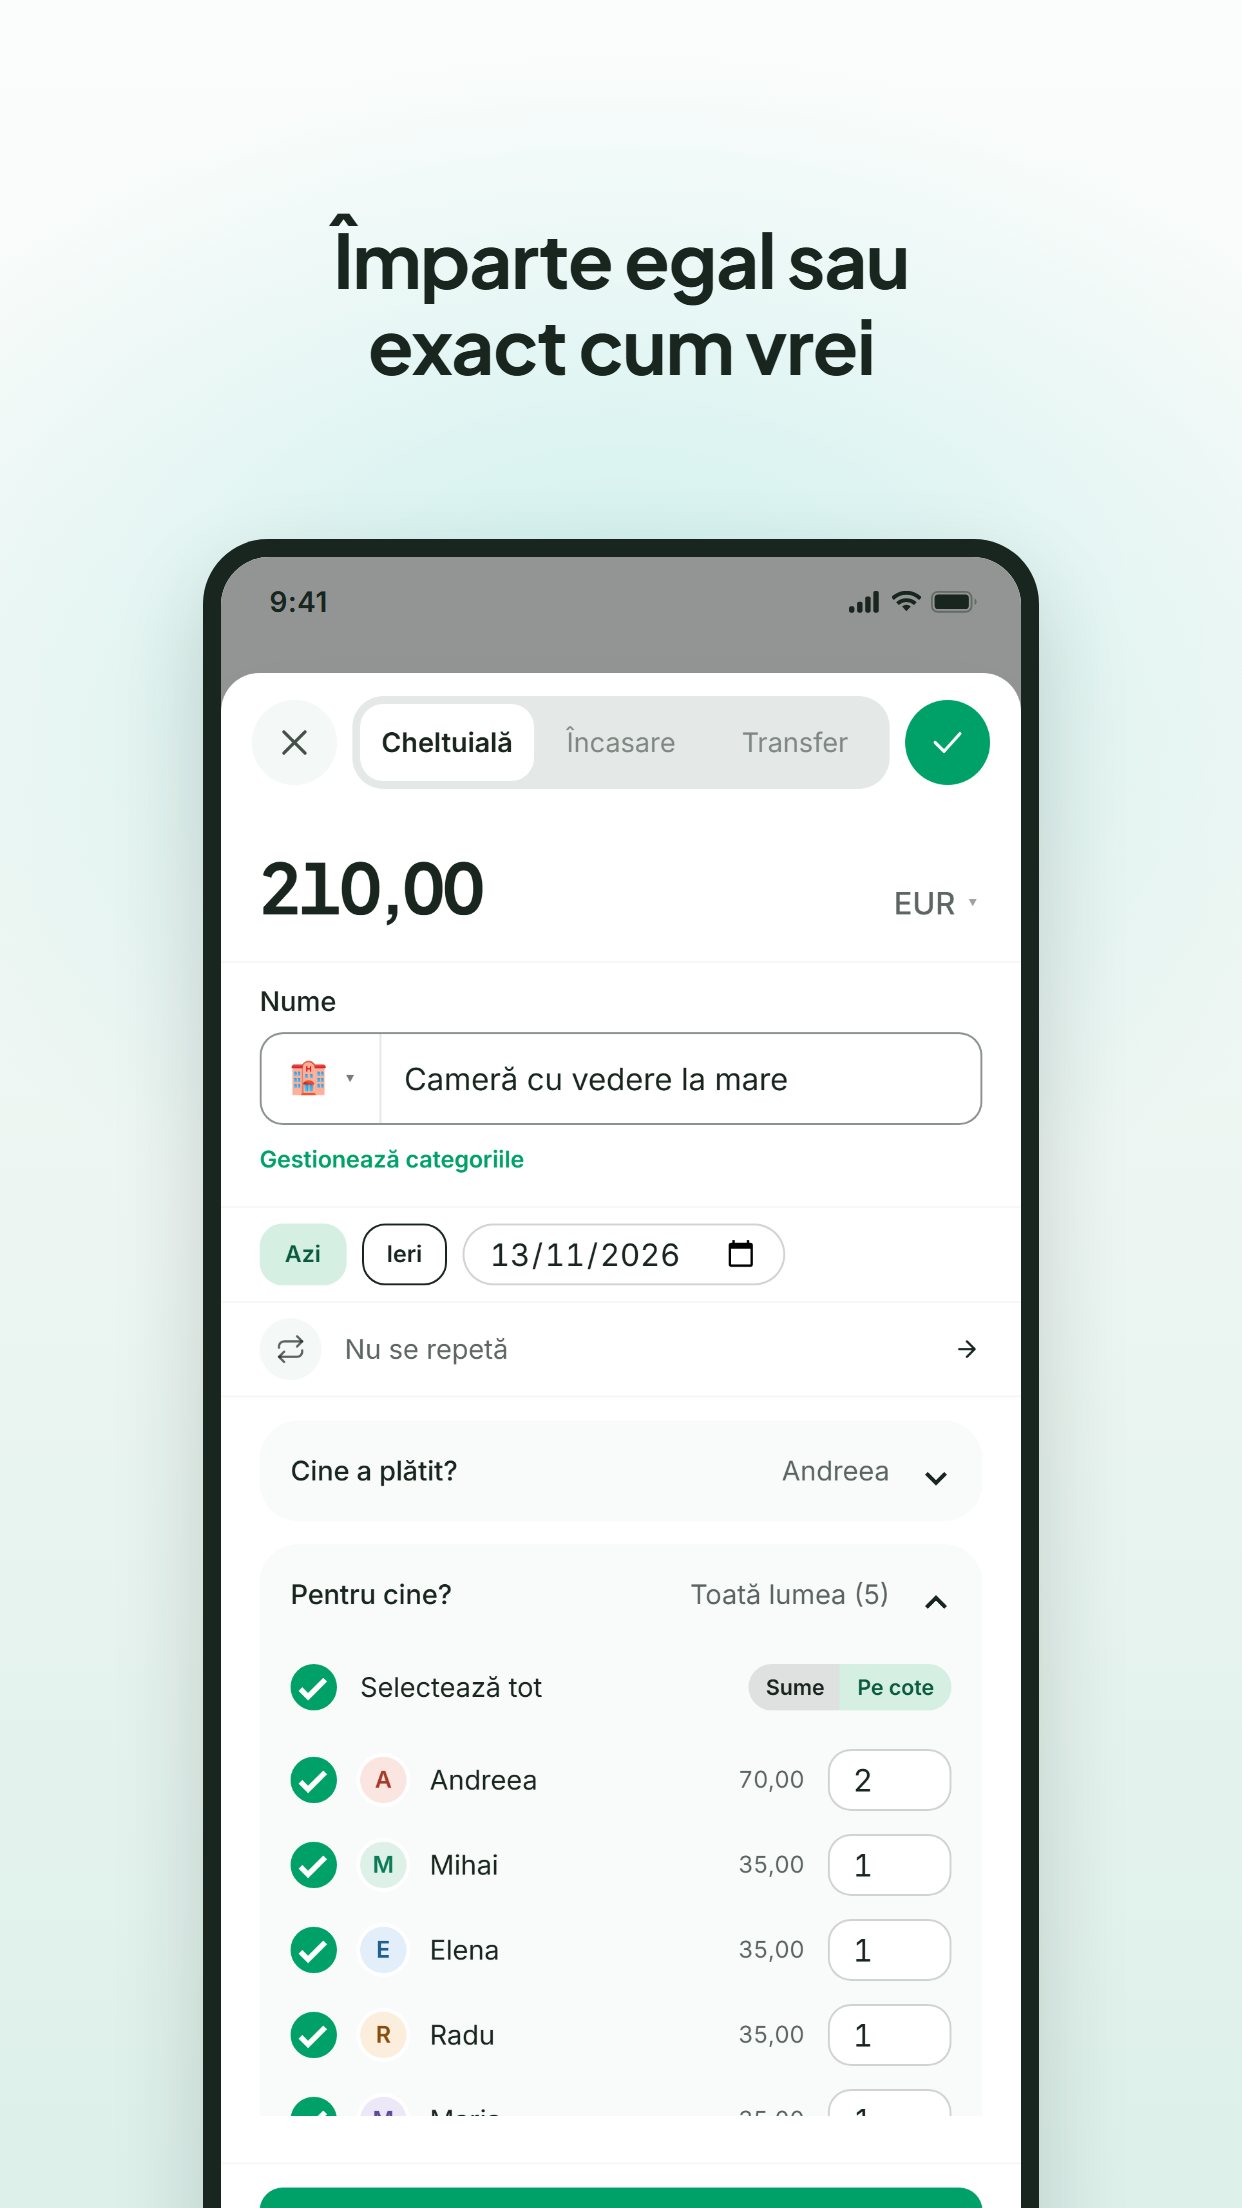 Împarte egal sau
exact cum vrei
9:41
Cheltuială Încasare Transfer
210,00 EUR
Nume
Cameră cu vedere la mare
Gestionează categoriile
Azi Ieri 13/11/2026
Nu se repetă
Cine a plătit? Andreea
Pentru cine? Toată lumea (5)
Selectează tot Sume Pe cote
A Andreea 70,00 2
M Mihai 35,00 1
E Elena 35,00 1
R Radu 35,00 1